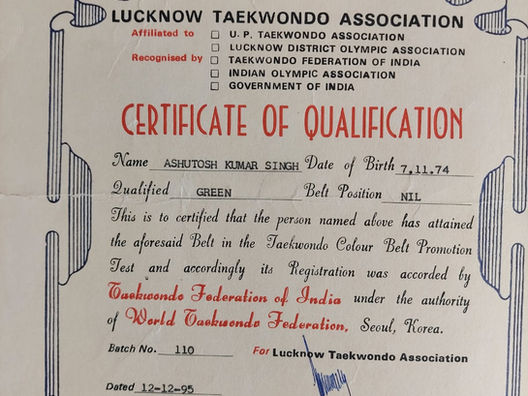 LUCKNOW TAEKWONDO ASSOCIATION
Affiliated to □ U. P. TAEKWONDO ASSOCIATION
□ LUCKNOW DISTRICT OLYMPIC ASSOCIATION
Recognised by □ TAEKWONDO FEDERATION OF INDIA
□ INDIAN OLYMPIC ASSOCIATION
□ GOVERNMENT OF INDIA
CERTIFICATE OF QUALIFICATION
Name ASHUTOSH KUMAR SINGH Date of Birth 7.11.74
Qualified GREEN Belt Position NIL
This is to certified that the person named above has attained
the aforesaid Belt in the Taekwondo Colour Belt Promotion
Test and accordingly its Registration was accorded by
Taekwondo Federation of India under the authority
of World Taekwondo Federation, Seoul, Korea.
Batch No. 110 For Lucknow Taekwondo Association
Dated 12-12-95